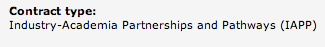 Contract type:
Industry-Academia Partnerships and Pathways (IAPP)